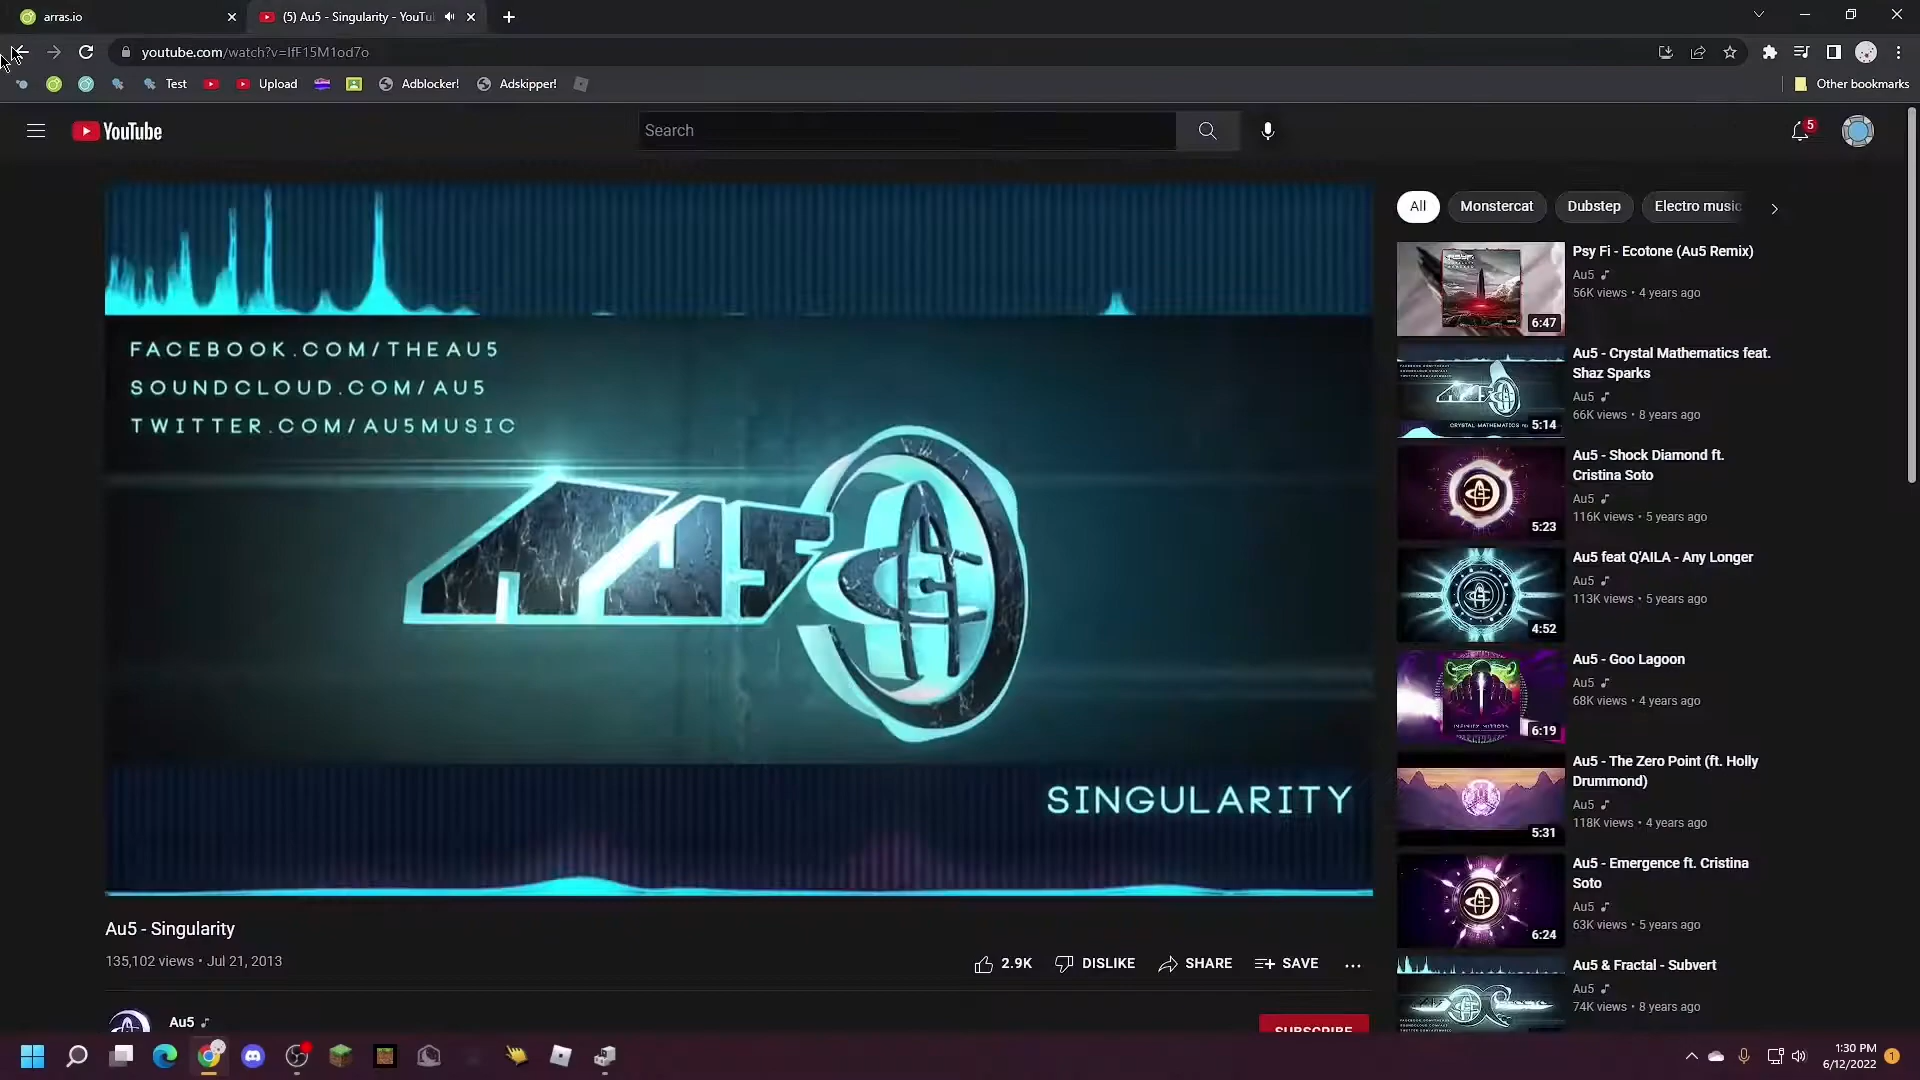 arras.io
(5) Au5 - Singularity - YouTu
youtube.com/watch?v=lfF15M1od7o
Test
Upload
Adblocker!
Adskipper!
Other bookmarks
YouTube
Search
5
FACEBOOK.COM/THEAU5
SOUNDCLOUD.COM/AU5
TWITTER.COM/AU5MUSIC
AU5
SINGULARITY
Au5 - Singularity
135,102 views • Jul 21, 2013
2.9K
DISLIKE
SHARE
SAVE
Au5
SUBSCRIBE
All
Monstercat
Dubstep
Electro music
Psy Fi - Ecotone (Au5 Remix)
Au5
56K views • 4 years ago
6:47
Au5 - Crystal Mathematics feat.
Shaz Sparks
Au5
66K views • 8 years ago
5:14
Au5 - Shock Diamond ft.
Cristina Soto
Au5
116K views • 5 years ago
5:23
Au5 feat Q'AILA - Any Longer
Au5
113K views • 5 years ago
4:52
Au5 - Goo Lagoon
Au5
68K views • 4 years ago
6:19
Au5 - The Zero Point (ft. Holly
Drummond)
Au5
118K views • 4 years ago
5:31
Au5 - Emergence ft. Cristina
Soto
Au5
63K views • 5 years ago
6:24
Au5 & Fractal - Subvert
Au5
74K views • 8 years ago
1:30 PM
6/12/2022
1